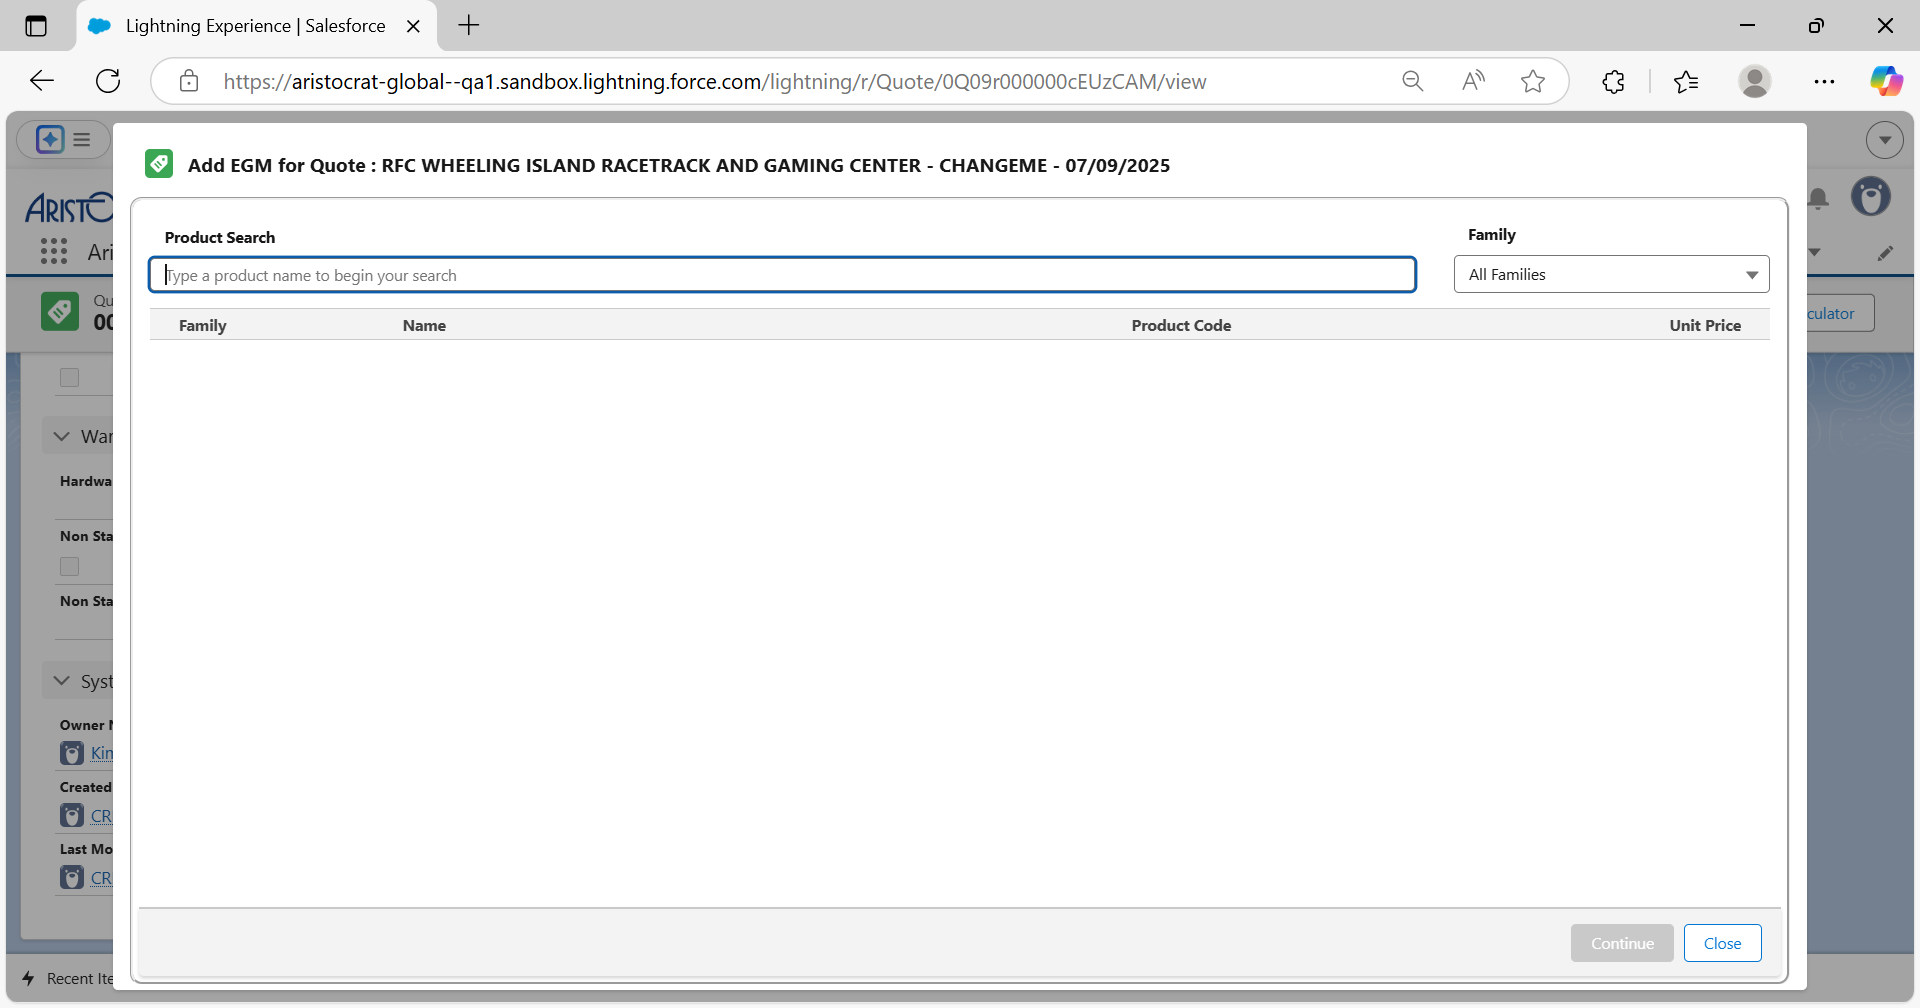 Lightning Experience | Salesforce
https://aristocrat-global--qa1.sandbox.lightning.force.com/lightning/r/Quote/0Q09r000000cEUzCAM/view
Add EGM for Quote : RFC WHEELING ISLAND RACETRACK AND GAMING CENTER - CHANGEME - 07/09/2025
ARISTO
Ari
Product Search
Family
Type a product name to begin your search
All Families
Qu
00
culator
Family Name Product Code Unit Price
War
Hardwa
Non Sta
Non Sta
Syst
Owner N
Kim
Created
CR
Last Mo
CR
Continue
Close
Recent Ite